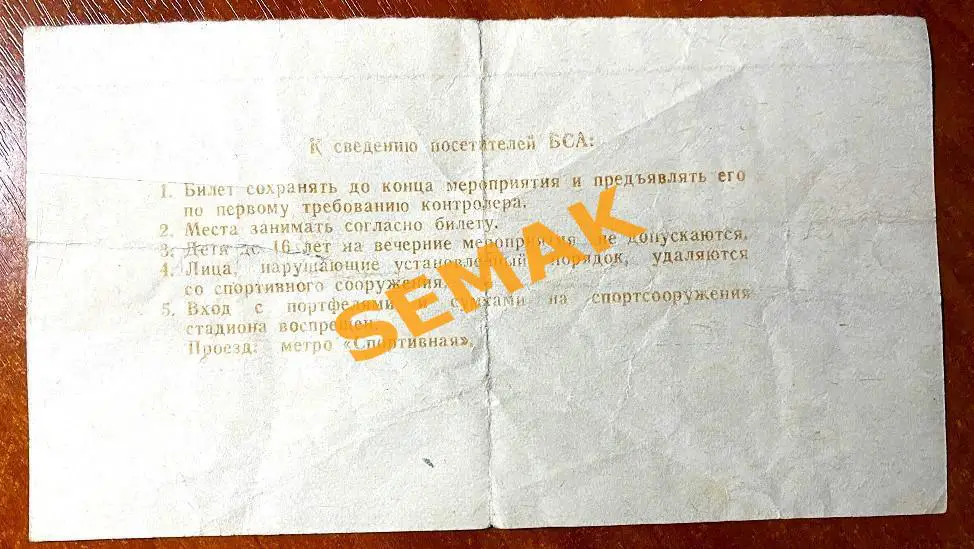 К сведению посетителей БСА:
1. Билет сохранять до конца мероприятия и предъявлять его
по первому требованию контролера.
2. Места занимать согласно билету.
3. Дети до 16 лет на вечерние мероприятия не допускаются.
4. Лица, нарушающие установленный порядок, удаляются
со спортивного сооружения.
5. Вход с портфелями и сумками на спортсооружения
стадиона воспрещен.
Проезд: метро «Спортивная».
SEMAK